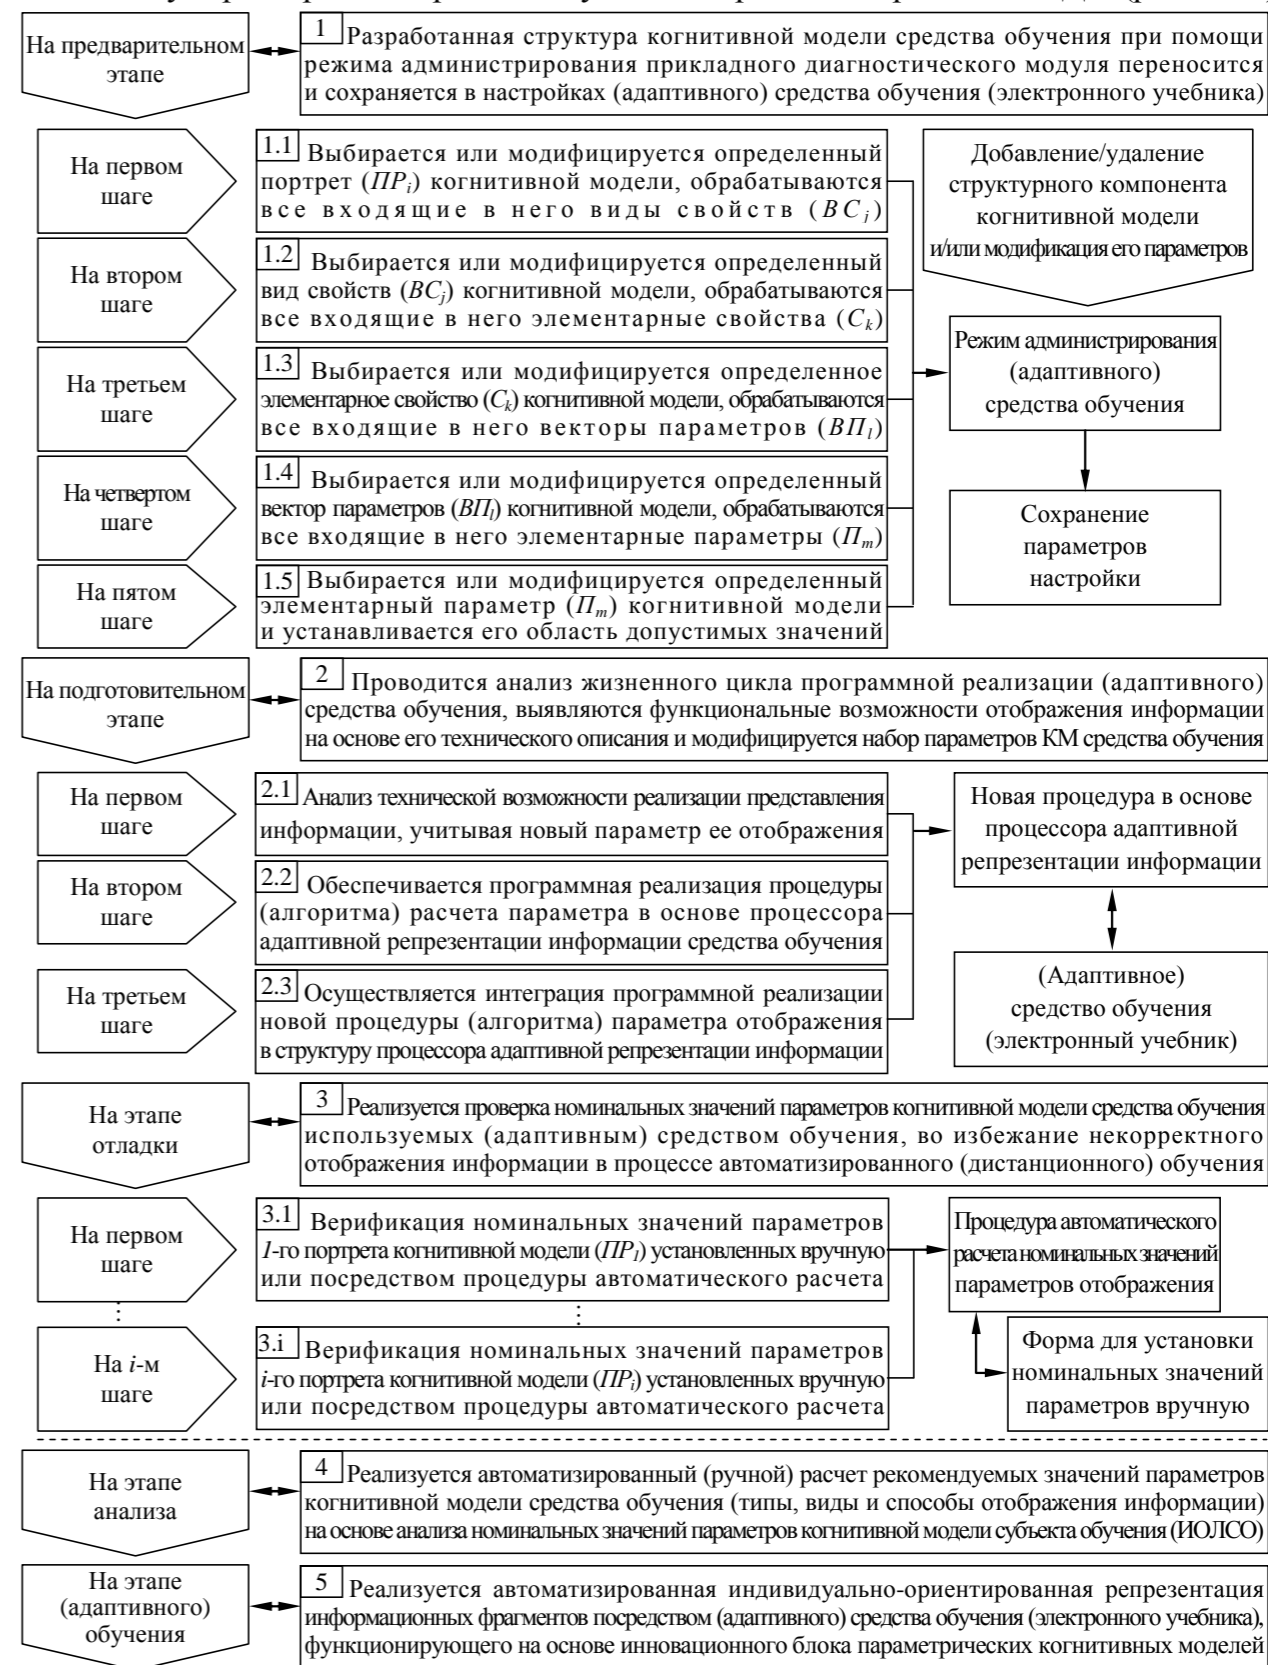 На предварительном
этапе
1 Разработанная структура когнитивной модели средства обучения при помощи
режима администрирования прикладного диагностического модуля переносится
и сохраняется в настройках (адаптивного) средства обучения (электронного учебника)
На первом
шаге
1.1 Выбирается или модифицируется определенный
портрет (ПРi) когнитивной модели, обрабатываются
все входящие в него виды свойств (ВСj)
Добавление/удаление
структурного компонента
когнитивной модели
и/или модификация его параметров
На втором
шаге
1.2 Выбирается или модифицируется определенный
вид свойств (ВСj) когнитивной модели, обрабатываются
все входящие в него элементарные свойства (Сk)
Режим администрирования
(адаптивного)
средства обучения
На третьем
шаге
1.3 Выбирается или модифицируется определенное
элементарное свойство (Сk) когнитивной модели, обрабатываются
все входящие в него векторы параметров (ВПl)
На четвертом
шаге
1.4 Выбирается или модифицируется определенный
вектор параметров (ВПl) когнитивной модели, обрабатываются
все входящие в него элементарные параметры (Пm)
Сохранение
параметров
настройки
На пятом
шаге
1.5 Выбирается или модифицируется определенный
элементарный параметр (Пm) когнитивной модели
и устанавливается его область допустимых значений
На подготовительном
этапе
2 Проводится анализ жизненного цикла программной реализации (адаптивного)
средства обучения, выявляются функциональные возможности отображения информации
на основе его технического описания и модифицируется набор параметров КМ средства обучения
На первом
шаге
2.1 Анализ технической возможности реализации представления
информации, учитывая новый параметр ее отображения
Новая процедура в основе
процессора адаптивной
репрезентации информации
На втором
шаге
2.2 Обеспечивается программная реализация процедуры
(алгоритма) расчета параметра в основе процессора
адаптивной репрезентации информации средства обучения
(Адаптивное)
средство обучения
(электронный учебник)
На третьем
шаге
2.3 Осуществляется интеграция программной реализации
новой процедуры (алгоритма) параметра отображения
в структуру процессора адаптивной репрезентации информации
На этапе
отладки
3 Реализуется проверка номинальных значений параметров когнитивной модели средства обучения
используемых (адаптивным) средством обучения, во избежание некорректного
отображения информации в процессе автоматизированного (дистанционного) обучения
На первом
шаге
3.1 Верификация номинальных значений параметров
1-го портрета когнитивной модели (ПР1) установленных вручную
или посредством процедуры автоматического расчета
Процедура автоматического
расчета номинальных значений
параметров отображения
На i-м
шаге
3.i Верификация номинальных значений параметров
i-го портрета когнитивной модели (ПРi) установленных вручную
или посредством процедуры автоматического расчета
Форма для установки
номинальных значений
параметров вручную
На этапе
анализа
4 Реализуется автоматизированный (ручной) расчет рекомендуемых значений параметров
когнитивной модели средства обучения (типы, виды и способы отображения информации)
на основе анализа номинальных значений параметров когнитивной модели субъекта обучения (ИОЛСО)
На этапе
(адаптивного)
обучения
5 Реализуется автоматизированная индивидуально-ориентированная репрезентация
информационных фрагментов посредством (адаптивного) средства обучения (электронного учебника),
функционирующего на основе инновационного блока параметрических когнитивных моделей